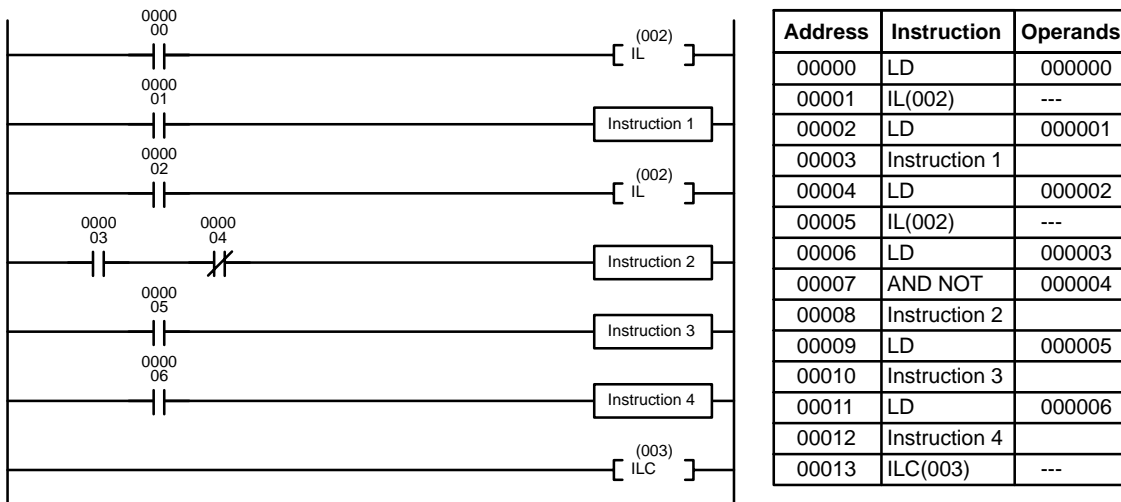 0000
00
(002)
IL
0000
01
Instruction 1
0000
02
(002)
IL
0000
03
0000
04
Instruction 2
0000
05
Instruction 3
0000
06
Instruction 4
(003)
ILC
Address Instruction Operands
00000 LD 000000
00001 IL(002) ---
00002 LD 000001
00003 Instruction 1
00004 LD 000002
00005 IL(002) ---
00006 LD 000003
00007 AND NOT 000004
00008 Instruction 2
00009 LD 000005
00010 Instruction 3
00011 LD 000006
00012 Instruction 4
00013 ILC(003) ---